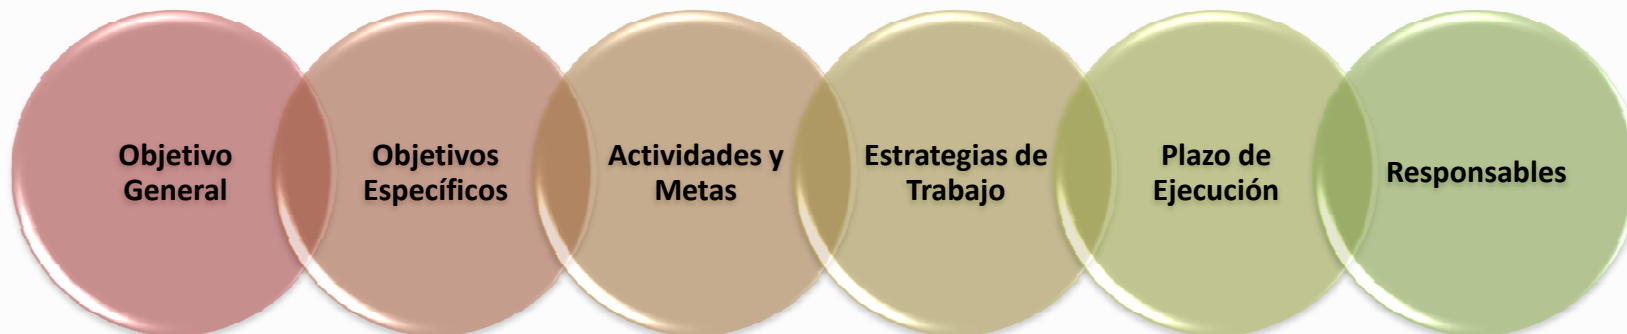 Objetivo
General
Objetivos
Específicos
Actividades y
Metas
Estrategias de
Trabajo
Plazo de
Ejecución
Responsables